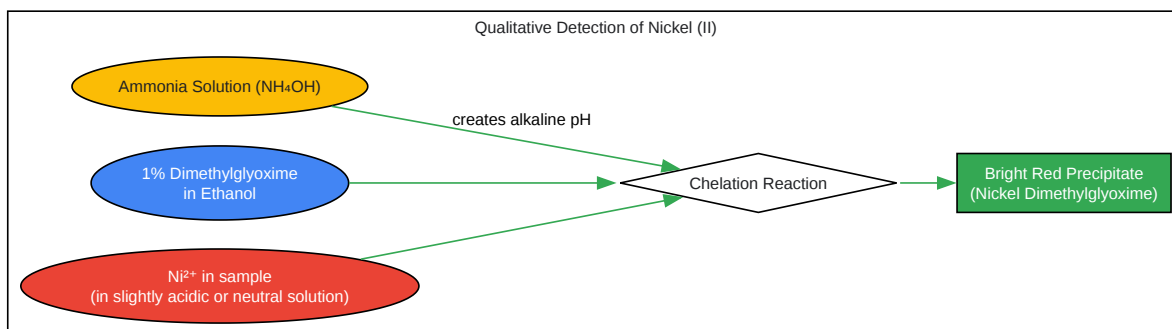 Qualitative Detection of Nickel (II)
Ammonia Solution (NH₄OH)
creates alkaline pH
1% Dimethylglyoxime
in Ethanol
Chelation Reaction
Bright Red Precipitate
(Nickel Dimethylglyoxime)
Ni²⁺ in sample
(in slightly acidic or neutral solution)